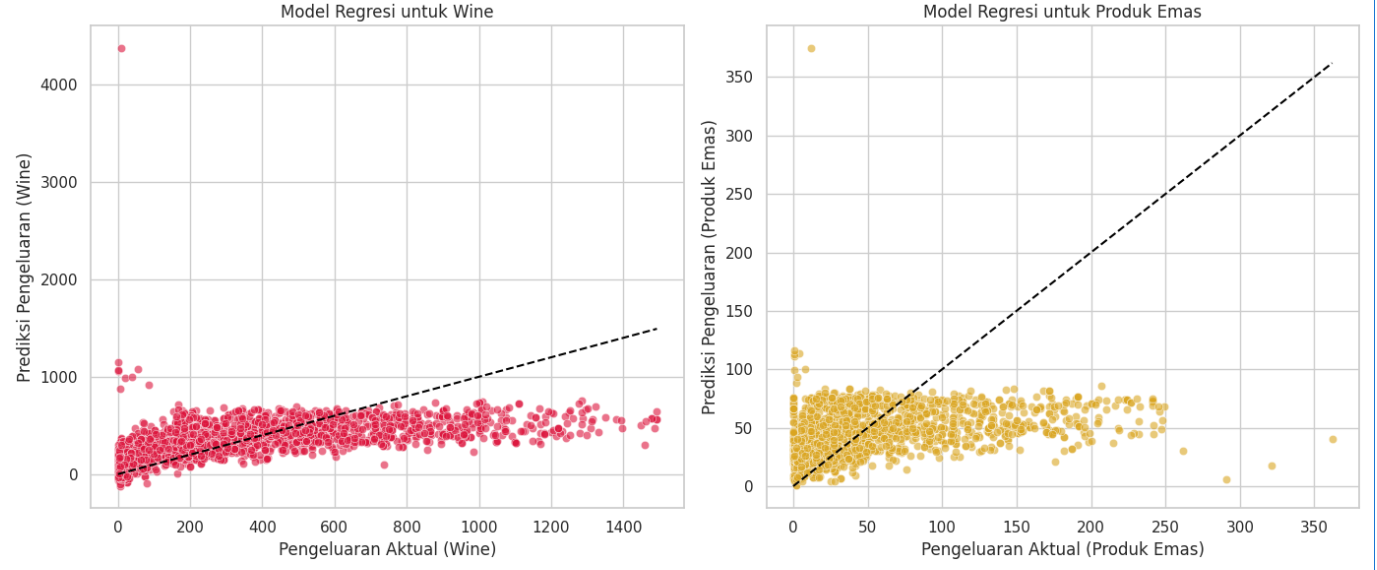 Model Regresi untuk Wine
4000
3000
2000
1000
0
Prediksi Pengeluaran (Wine)
0 200 400 600 800 1000 1200 1400
Pengeluaran Aktual (Wine)
Model Regresi untuk Produk Emas
350
300
250
200
150
100
50
0
Prediksi Pengeluaran (Produk Emas)
0 50 100 150 200 250 300 350
Pengeluaran Aktual (Produk Emas)